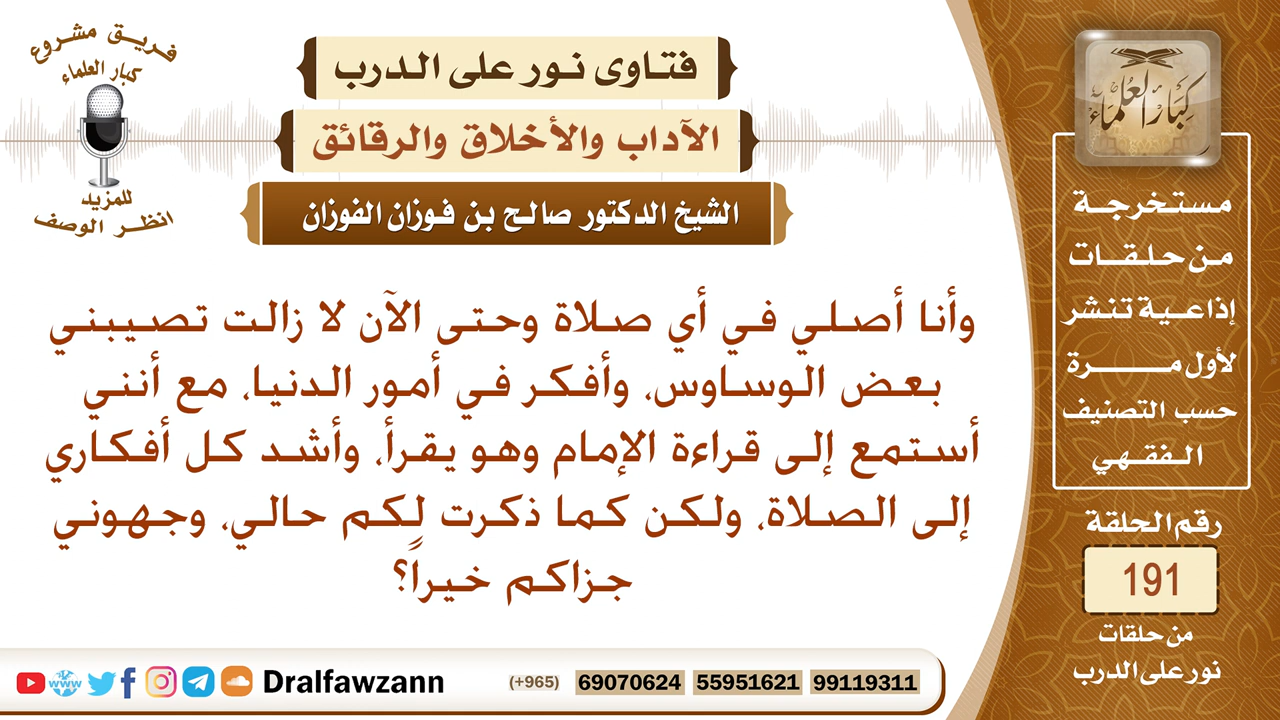 فريق مشروع
كبار العلماء
للمزيد
انظر الوصف
فتاوى نور على الدرب
الآداب والأخلاق والرقائق
الشيخ الدكتور صالح بن فوزان الفوزان
وأنا أصلي في أي صلاة وحتى الآن لا زالت تصيبني
بعض الوساوس، وأفكر في أمور الدنيا، مع أنني
أستمع إلى قراءة الإمام وهو يقرأ، وأشد كل أفكاري
إلى الصلاة، ولكن كما ذكرت لكم حالي، وجهوني
جزاكم خيراً؟
كبار العلماء
مستخرجة
من حلقات
إذاعية تنشر
لأول مرة
حسب التصنيف
الفقهي
رقم الحلقة
191
من حلقات
نور على الدرب
www Dralfawzann (+965) 69070624 55951621 99119311